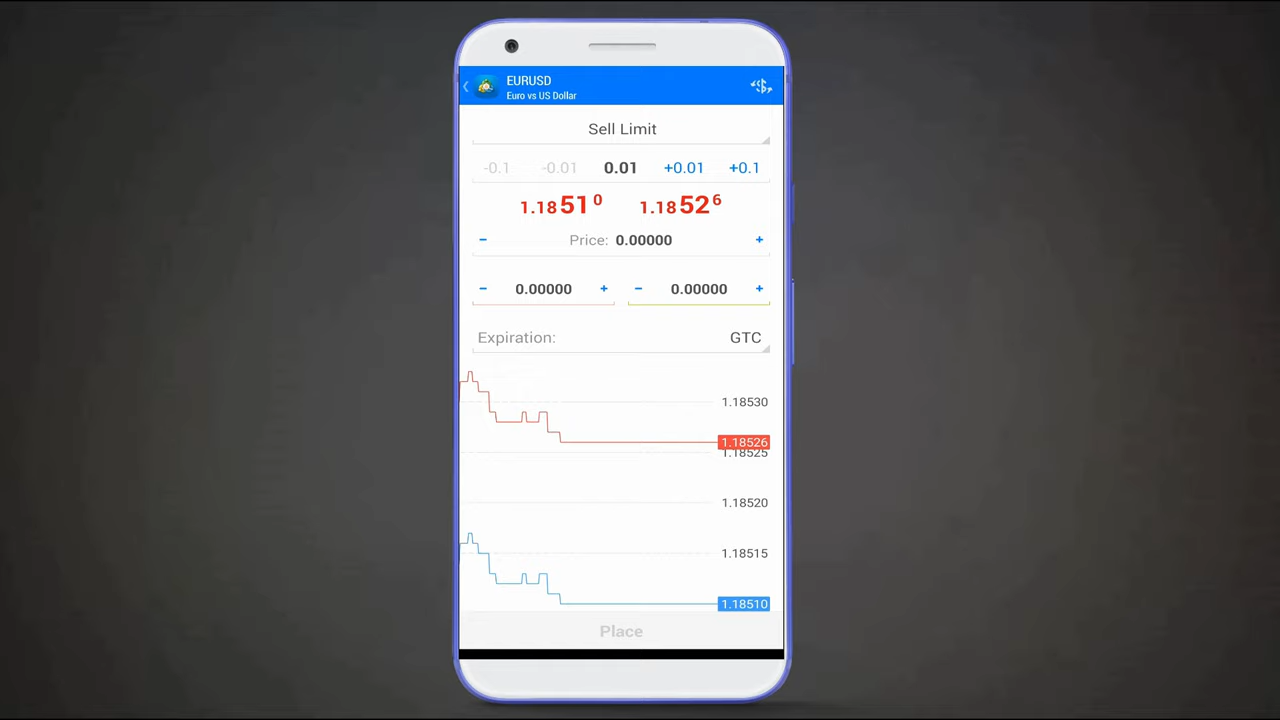 EURUSD
Euro vs US Dollar
Sell Limit
-0.1 -0.01 0.01 +0.01 +0.1
1.18510 1.18526
- Price: 0.00000 +
- 0.00000 + - 0.00000 +
Expiration: GTC
1.18530
1.18526
1.18525
1.18520
1.18515
1.18510
Place